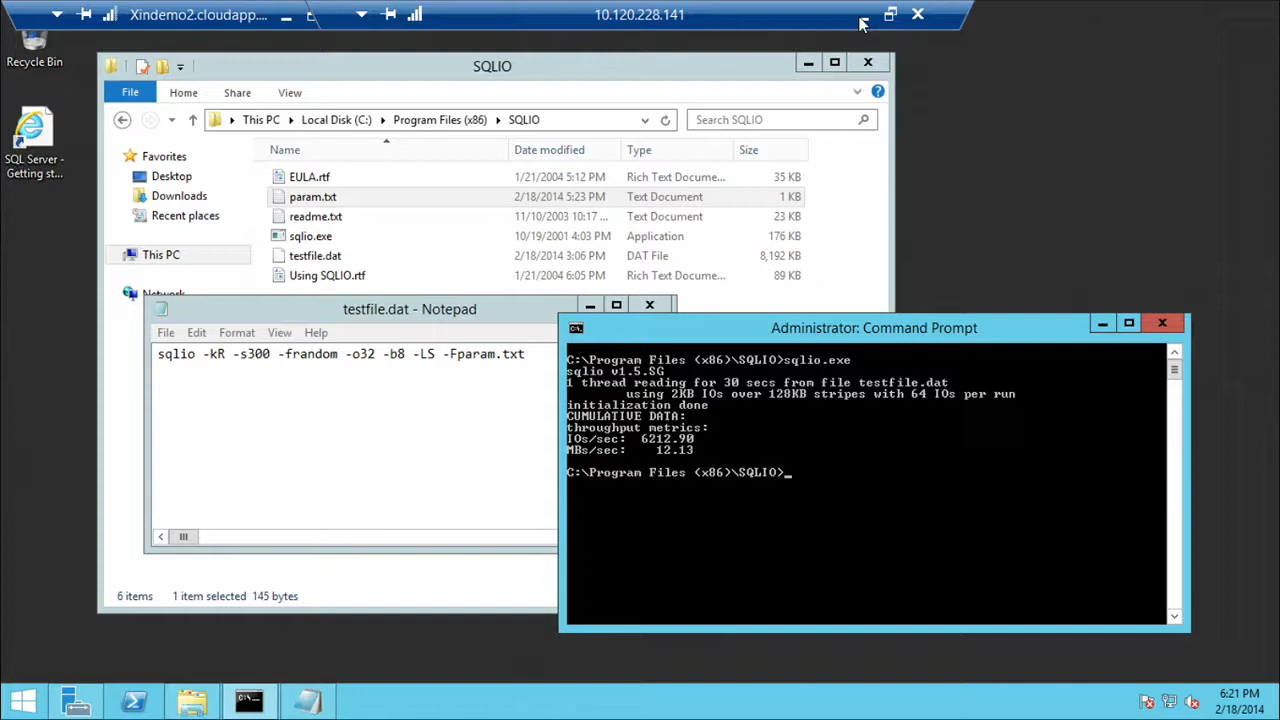 Xindemo2.cloudapp....
10.120.228.141
Recycle Bin
SQL Server -
Getting st...
SQLIO
File Home Share View
This PC Local Disk (C:) Program Files (x86) SQLIO
Search SQLIO
Name Date modified Type Size
Favorites
Desktop
Downloads
Recent places
This PC
Network
EULA.rtf 1/21/2004 5:12 PM Rich Text Docume... 35 KB
param.txt 2/18/2014 5:23 PM Text Document 1 KB
readme.txt 11/10/2003 10:17 ... Text Document 23 KB
sqlio.exe 10/19/2001 4:03 PM Application 176 KB
testfile.dat 2/18/2014 3:06 PM DAT File 8,192 KB
Using SQLIO.rtf 1/21/2004 6:05 PM Rich Text Docume... 89 KB
testfile.dat - Notepad
File Edit Format View Help
sqlio -kR -s300 -frandom -o32 -b8 -LS -Fparam.txt
6 items 1 item selected 145 bytes
Administrator: Command Prompt
C:\Program Files (x86)\SQLIO>sqlio.exe
sqlio v1.5.SG
1 thread reading for 30 secs from file testfile.dat
using 2KB IOs over 128KB stripes with 64 IOs per run
initialization done
CUMULATIVE DATA:
throughput metrics:
IOs/sec: 6212.90
MBs/sec: 12.13
C:\Program Files (x86)\SQLIO>_
6:21 PM
2/18/2014